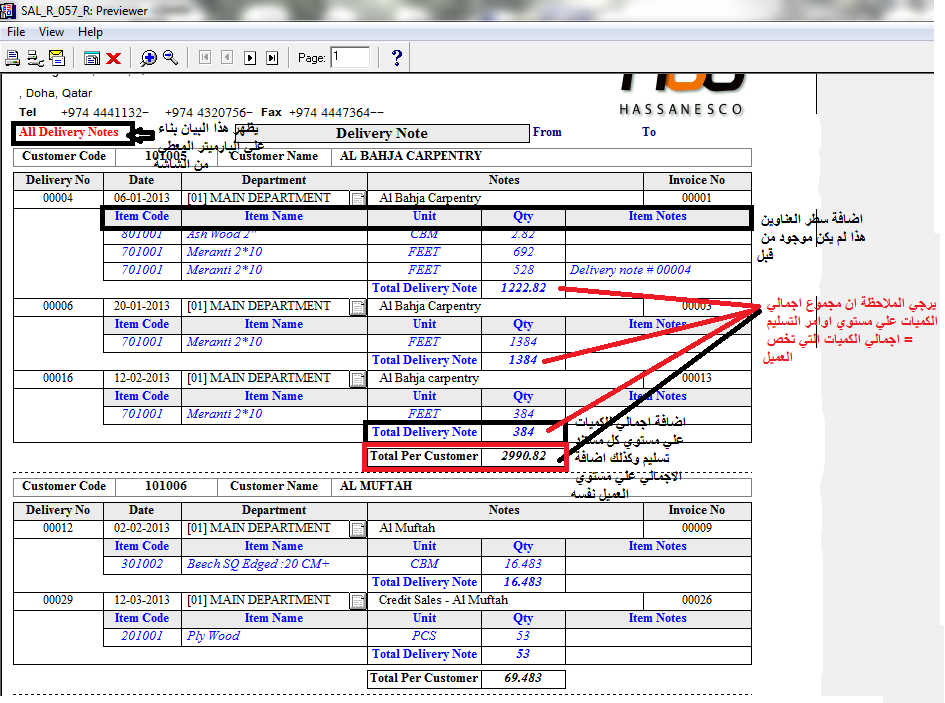 SAL_R_057_R: Previewer
File View Help
Page: 1
, Doha, Qatar
Tel +974 4441132- +974 4320756- Fax +974 4447364--
HASSANESCO
All Delivery Notes
يظهر هذا البيان بناء
علي البارميتر المعطي
من الشاشة
Delivery Note
From To
Customer Code 101005 Customer Name AL BAHJA CARPENTRY
Delivery No Date Department Notes Invoice No
00004 06-01-2013 [01] MAIN DEPARTMENT Al Bahja Carpentry 00001
Item Code Item Name Unit Qty Item Notes
اضافة سطر العناوين
هذا لم يكن موجود من
قبل
801001 Ash Wood 2" CBM 2.82
701001 Meranti 2*10 FEET 692
701001 Meranti 2*10 FEET 528 Delivery note # 00004
Total Delivery Note 1222.82
00006 20-01-2013 [01] MAIN DEPARTMENT Al Bahja Carpentry 00003
يرجي الملاحظة ان مجموع اجمالي
الكميات علي مستوي اوامر التسليم
= اجمالي الكميات التي تخص
العميل
Item Code Item Name Unit Qty Item Notes
701001 Meranti 2*10 FEET 1384
Total Delivery Note 1384
00016 12-02-2013 [01] MAIN DEPARTMENT Al Bahja carpentry 00013
Item Code Item Name Unit Qty Item Notes
701001 Meranti 2*10 FEET 384
Total Delivery Note 384
Total Per Customer 2990.82
اضافة اجمالي الكميات
علي مستوي كل مستند
تسليم وكذلك اضافة
الاجمالي علي مستوي
العميل نفسه
Customer Code 101006 Customer Name AL MUFTAH
Delivery No Date Department Notes Invoice No
00012 02-02-2013 [01] MAIN DEPARTMENT Al Muftah 00009
Item Code Item Name Unit Qty Item Notes
301002 Beech SQ Edged :20 CM+ CBM 16.483
Total Delivery Note 16.483
00029 12-03-2013 [01] MAIN DEPARTMENT Credit Sales - Al Muftah 00026
Item Code Item Name Unit Qty Item Notes
201001 Ply Wood PCS 53
Total Delivery Note 53
Total Per Customer 69.483